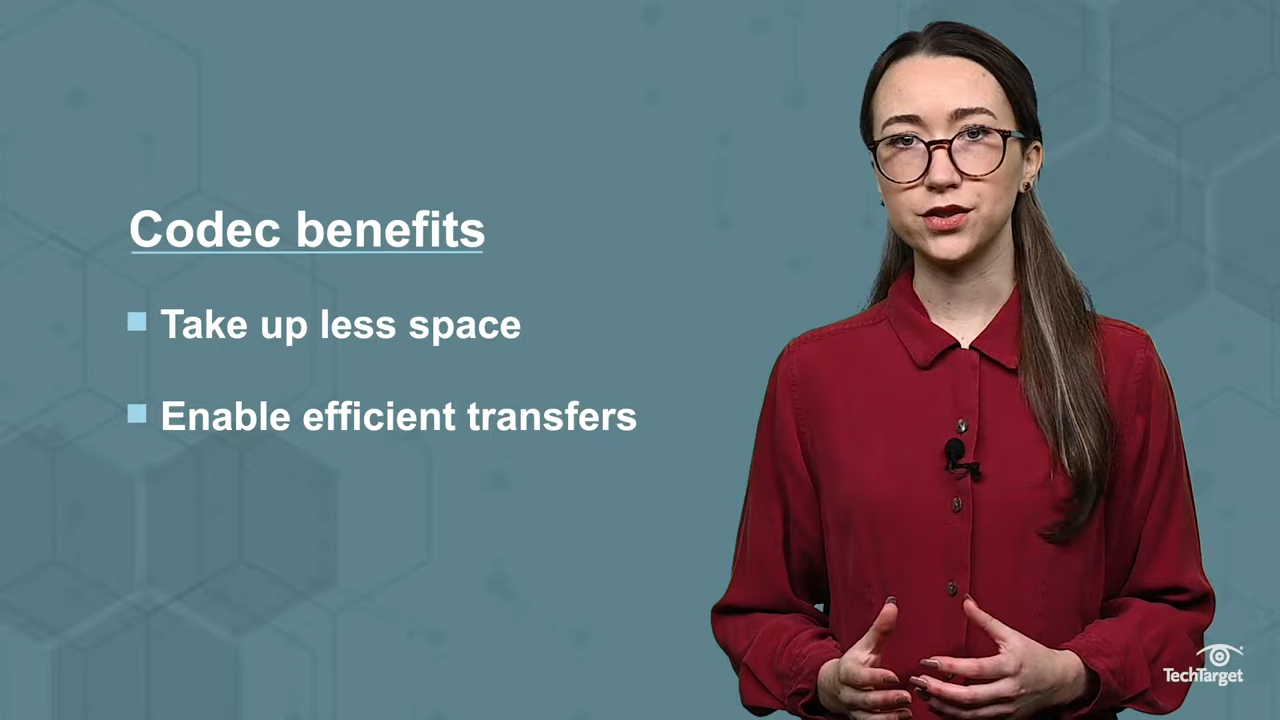 Codec benefits
Take up less space
Enable efficient transfers
TechTarget